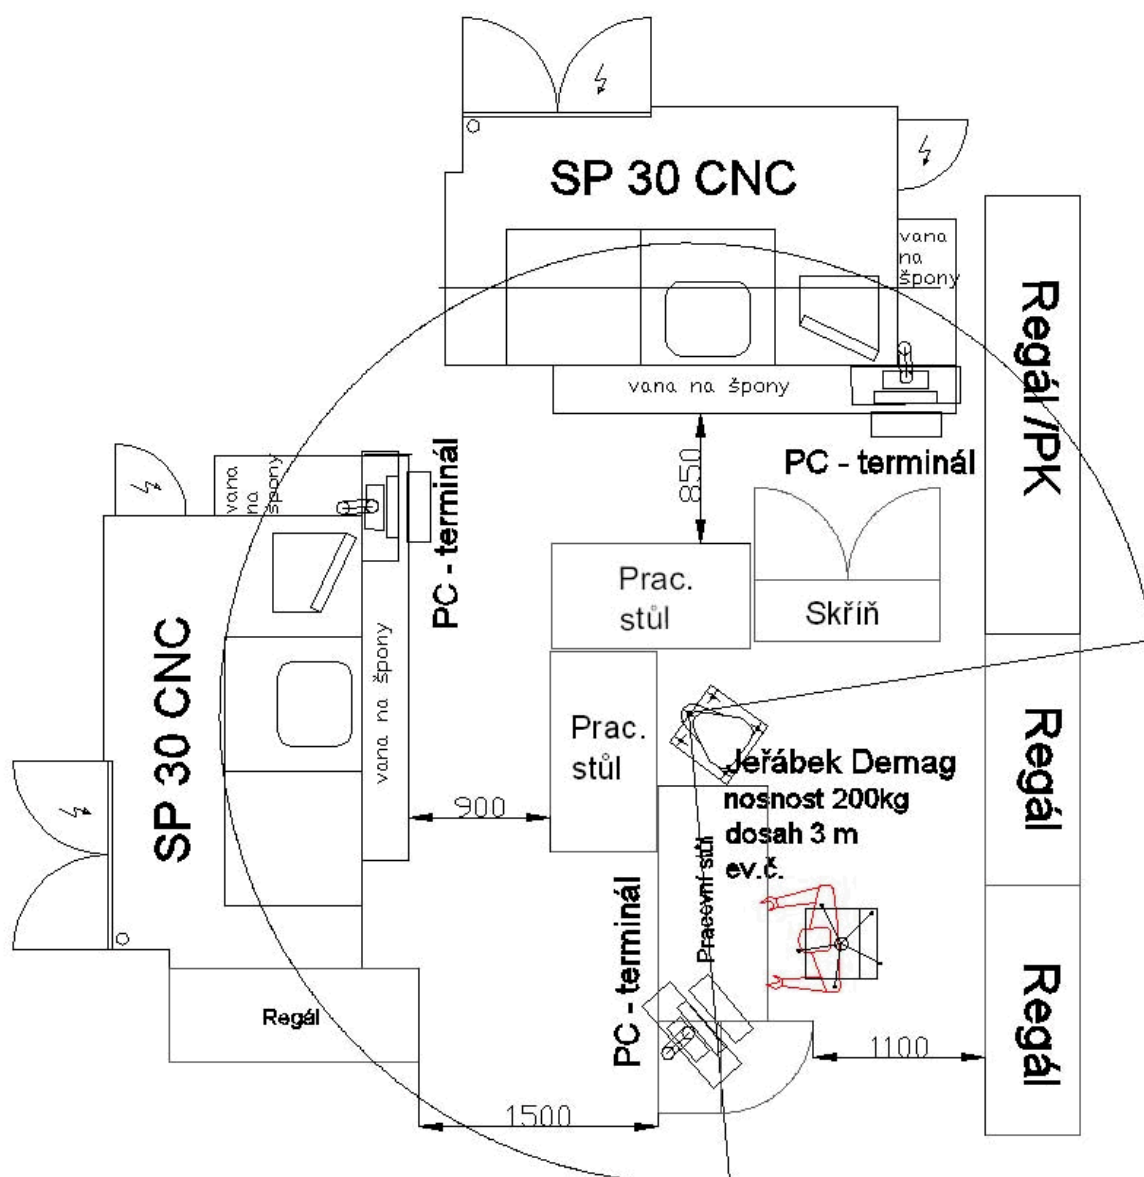 SP 30 CNC
vana
na
špony
Regál /PK
vana na špony
PC - terminál
850
vana
na
špony
PC - terminál
Prac.
stůl
Skříň
SP 30 CNC
vana na špony
Prac.
stůl
Regál
Jeřábek Demag
nosnost 200kg
dosah 3 m
ev.č.
900
Pracovní stůl
PC - terminál
Regál
Regál
1100
1500